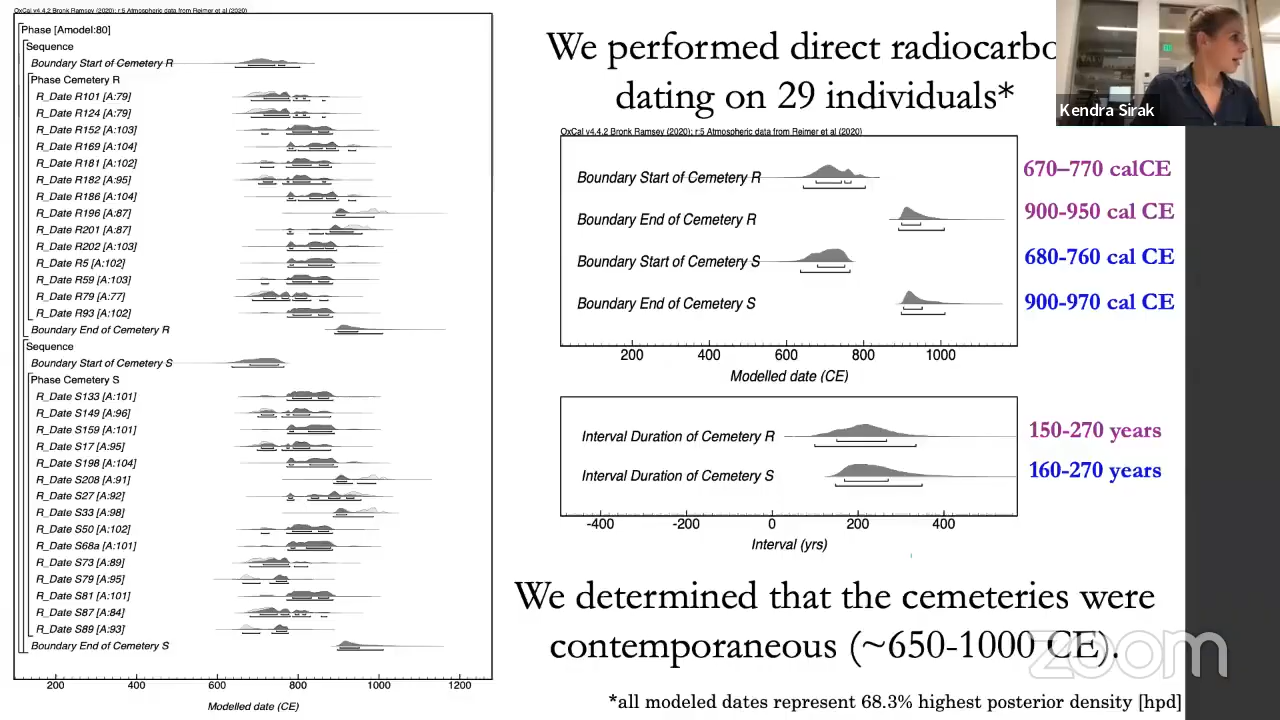 OxCal v4.4.2 Bronk Ramsey (2020); r:5 Atmospheric data from Reimer et al (2020)
Phase [Amodel:80]
Sequence
Boundary Start of Cemetery R
Phase Cemetery R
R_Date R101 [A:79]
R_Date R124 [A:79]
R_Date R152 [A:103]
R_Date R169 [A:104]
R_Date R181 [A:102]
R_Date R182 [A:95]
R_Date R186 [A:104]
R_Date R196 [A:87]
R_Date R201 [A:87]
R_Date R202 [A:103]
R_Date R5 [A:102]
R_Date R59 [A:103]
R_Date R79 [A:77]
R_Date R93 [A:102]
Boundary End of Cemetery R
Sequence
Boundary Start of Cemetery S
Phase Cemetery S
R_Date S133 [A:101]
R_Date S149 [A:96]
R_Date S159 [A:101]
R_Date S17 [A:95]
R_Date S198 [A:104]
R_Date S208 [A:91]
R_Date S27 [A:92]
R_Date S33 [A:98]
R_Date S50 [A:102]
R_Date S68a [A:101]
R_Date S73 [A:89]
R_Date S79 [A:95]
R_Date S81 [A:101]
R_Date S87 [A:84]
R_Date S89 [A:93]
Boundary End of Cemetery S
200 400 600 800 1000 1200
Modelled date (CE)
We performed direct radiocarbo
dating on 29 individuals*
Kendra Sirak
OxCal v4.4.2 Bronk Ramsey (2020); r:5 Atmospheric data from Reimer et al (2020)
Boundary Start of Cemetery R 670–770 calCE
Boundary End of Cemetery R 900-950 cal CE
Boundary Start of Cemetery S 680-760 cal CE
Boundary End of Cemetery S 900-970 cal CE
200 400 600 800 1000
Modelled date (CE)
Interval Duration of Cemetery R 150-270 years
Interval Duration of Cemetery S 160-270 years
-400 -200 0 200 400
Interval (yrs)
We determined that the cemeteries were
contemporaneous (~650-1000 CE).
zoom
*all modeled dates represent 68.3% highest posterior density [hpd]